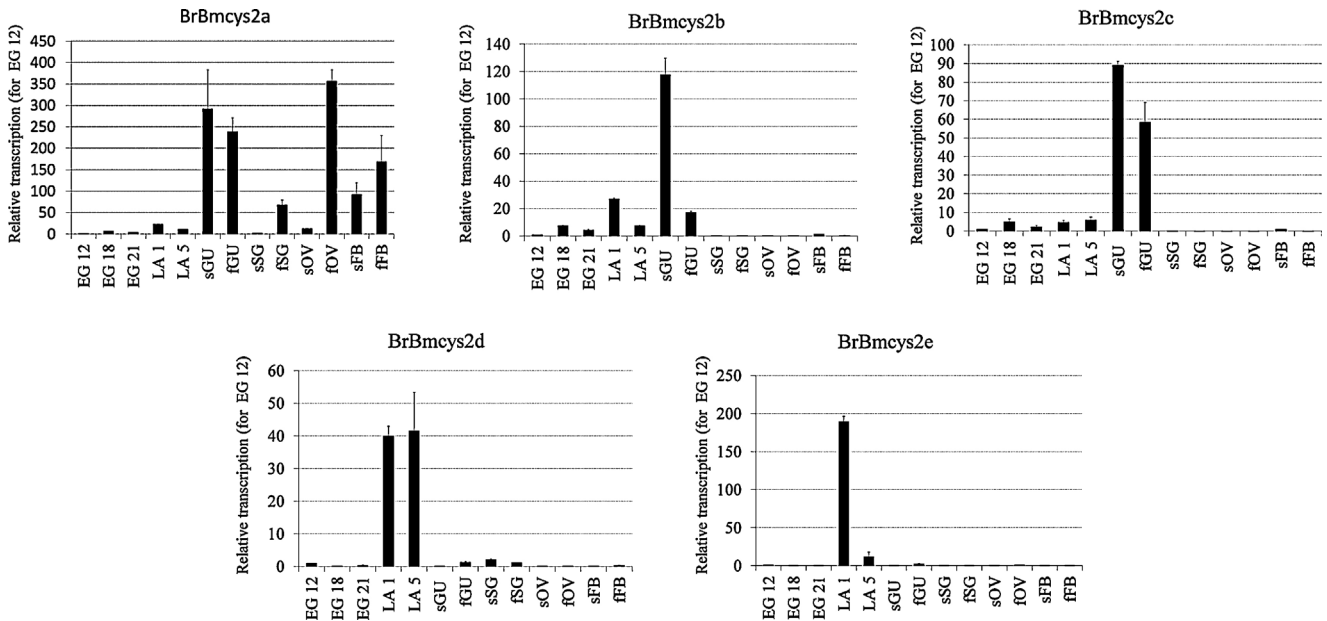 BrBmcys2a
Relative transcription (for EG 12)
450
400
350
300
250
200
150
100
50
0
EG 12
EG 18
EG 21
LA 1
LA 5
sGU
fGU
sSG
fSG
sOV
fOV
sFB
fFB
BrBmcys2b
Relative transcription (for EG 12)
140
120
100
80
60
40
20
0
EG 12
EG 18
EG 21
LA 1
LA 5
sGU
fGU
sSG
fSG
sOV
fOV
sFB
fFB
BrBmcys2c
Relative transcription (for EG 12)
100
90
80
70
60
50
40
30
20
10
0
EG 12
EG 18
EG 21
LA 1
LA 5
sGU
fGU
sSG
fSG
sOV
fOV
sFB
fFB
BrBmcys2d
Relative transcription (for EG 12)
60
50
40
30
20
10
0
EG 12
EG 18
EG 21
LA 1
LA 5
sGU
fGU
sSG
fSG
sOV
fOV
sFB
fFB
BrBmcys2e
Relative transcription (for EG 12)
250
200
150
100
50
0
EG 12
EG 18
EG 21
LA 1
LA 5
sGU
fGU
sSG
fSG
sOV
fOV
sFB
fFB